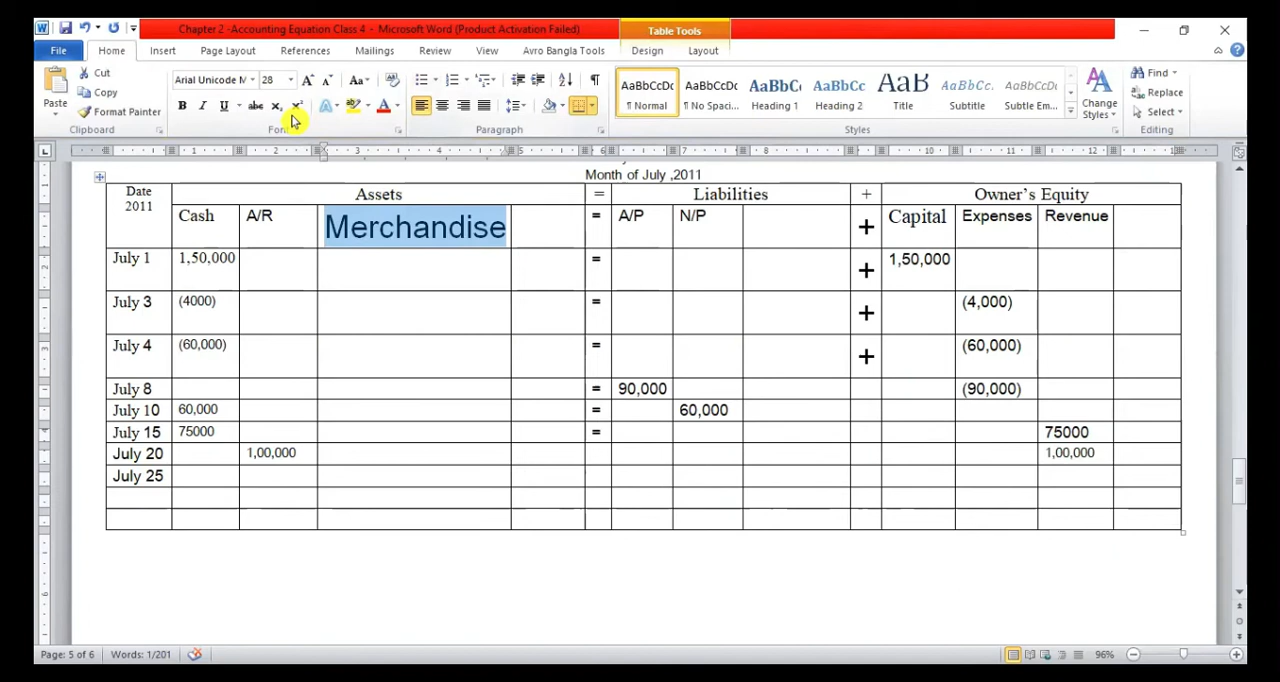 Chapter 2 -Accounting Equation Class 4 - Microsoft Word (Product Activation Failed)
Table Tools
File Home Insert Page Layout References Mailings Review View Avro Bangla Tools Design Layout
Paste
Cut
Copy
Format Painter
Clipboard
Arial Unicode M 28
Paragraph
AaBbCcDc AaBbCcDc AaBbC AaBbCc AaB AaBbCc. AaBbCcDc
¶ Normal ¶ No Spaci... Heading 1 Heading 2 Title Subtitle Subtle Em...
Change Styles
Styles
Find
Replace
Select
Editing
Month of July ,2011
Date 2011 Assets = Liabilities + Owner's Equity
Cash A/R Merchandise = A/P N/P + Capital Expenses Revenue
July 1 1,50,000 = + 1,50,000
July 3 (4000) = + (4,000)
July 4 (60,000) = + (60,000)
July 8 = 90,000 (90,000)
July 10 60,000 = 60,000
July 15 75000 = 75000
July 20 1,00,000 1,00,000
July 25
Page: 5 of 6 Words: 1/201 96%